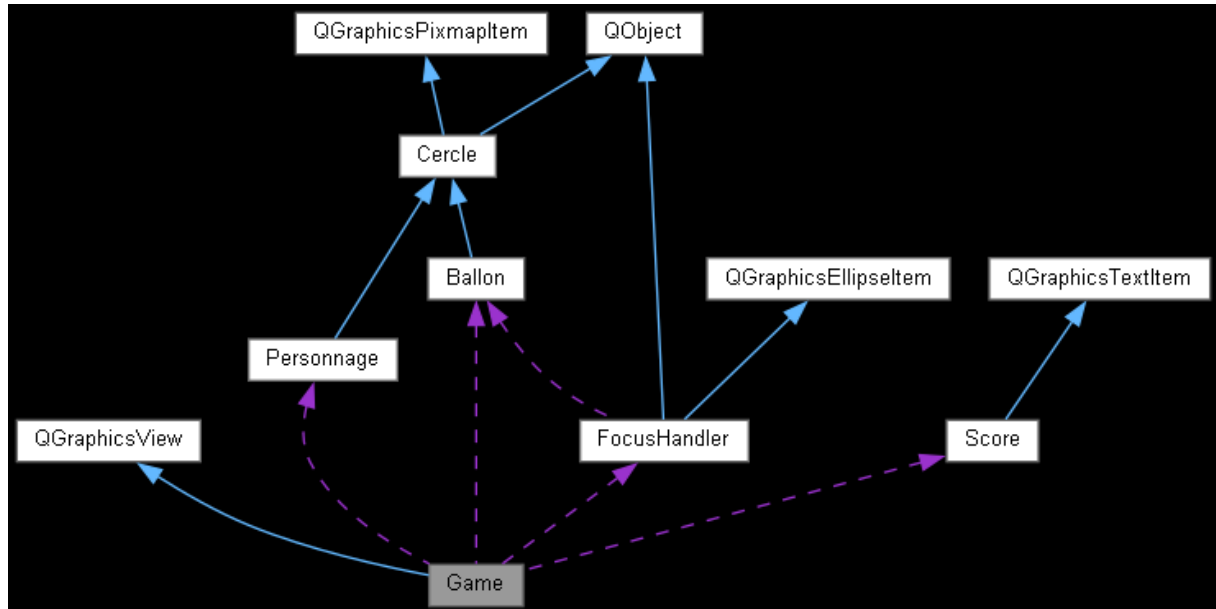 QGraphicsPixmapItem
QObject
Cercle
Ballon
QGraphicsEllipseItem
QGraphicsTextItem
Personnage
QGraphicsView
FocusHandler
Score
Game